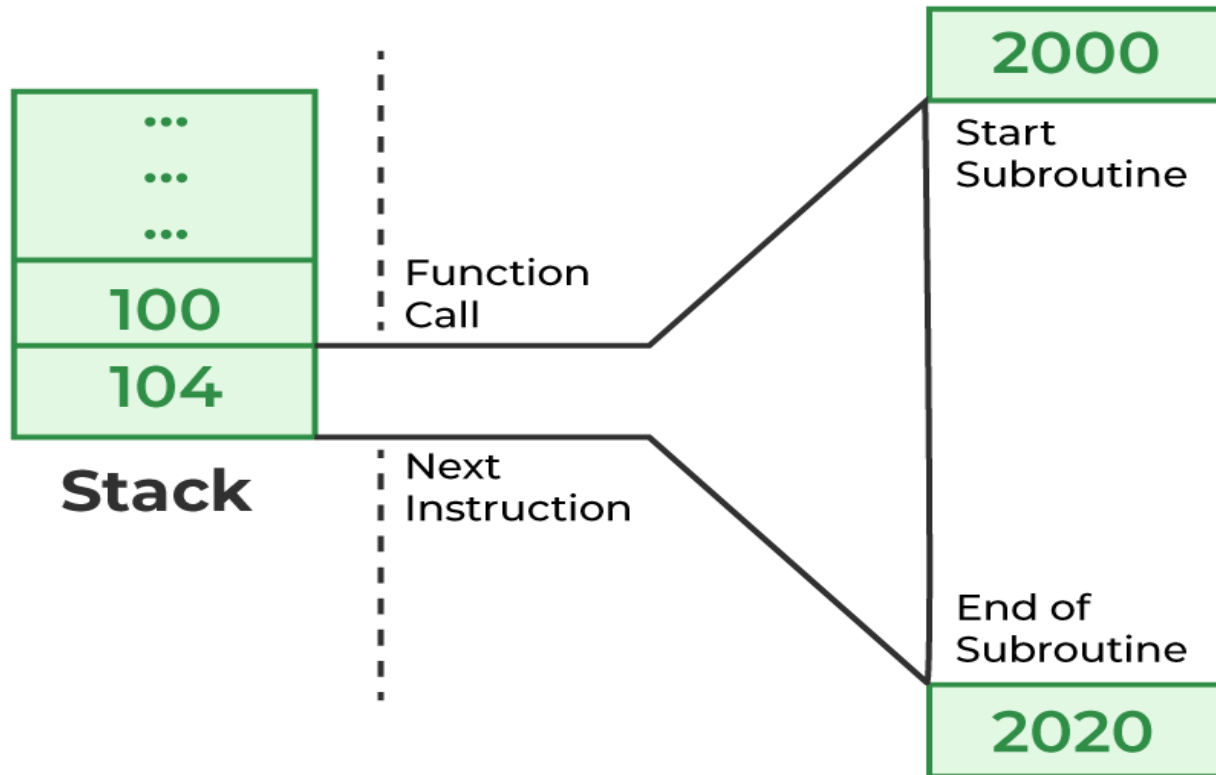 2000
Start
Subroutine
...
...
...
100
Function
Call
104
Stack
Next
Instruction
End of
Subroutine
2020